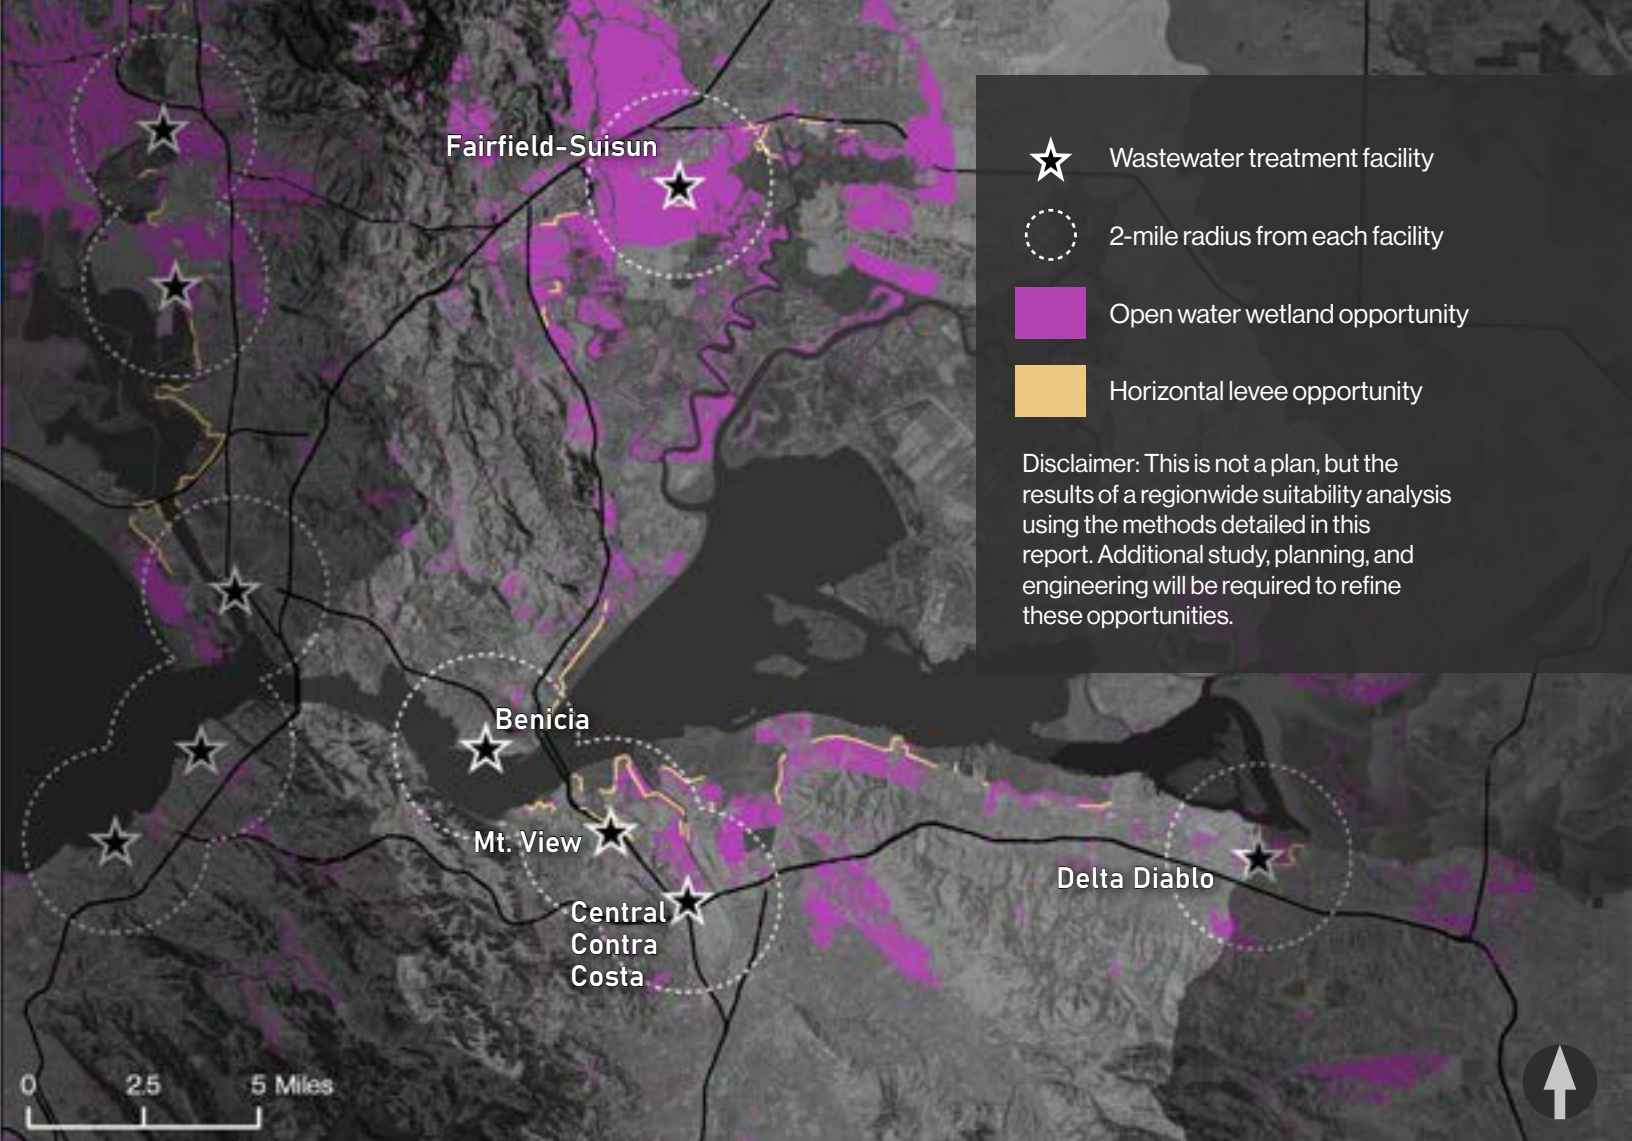 Fairfield-Suisun
Wastewater treatment facility
2-mile radius from each facility
Open water wetland opportunity
Horizontal levee opportunity
Disclaimer: This is not a plan, but the
results of a regionwide suitability analysis
using the methods detailed in this
report. Additional study, planning, and
engineering will be required to refine
these opportunities.
Benicia
Mt. View
Delta Diablo
Central
Contra
Costa
0 2.5 5 Miles